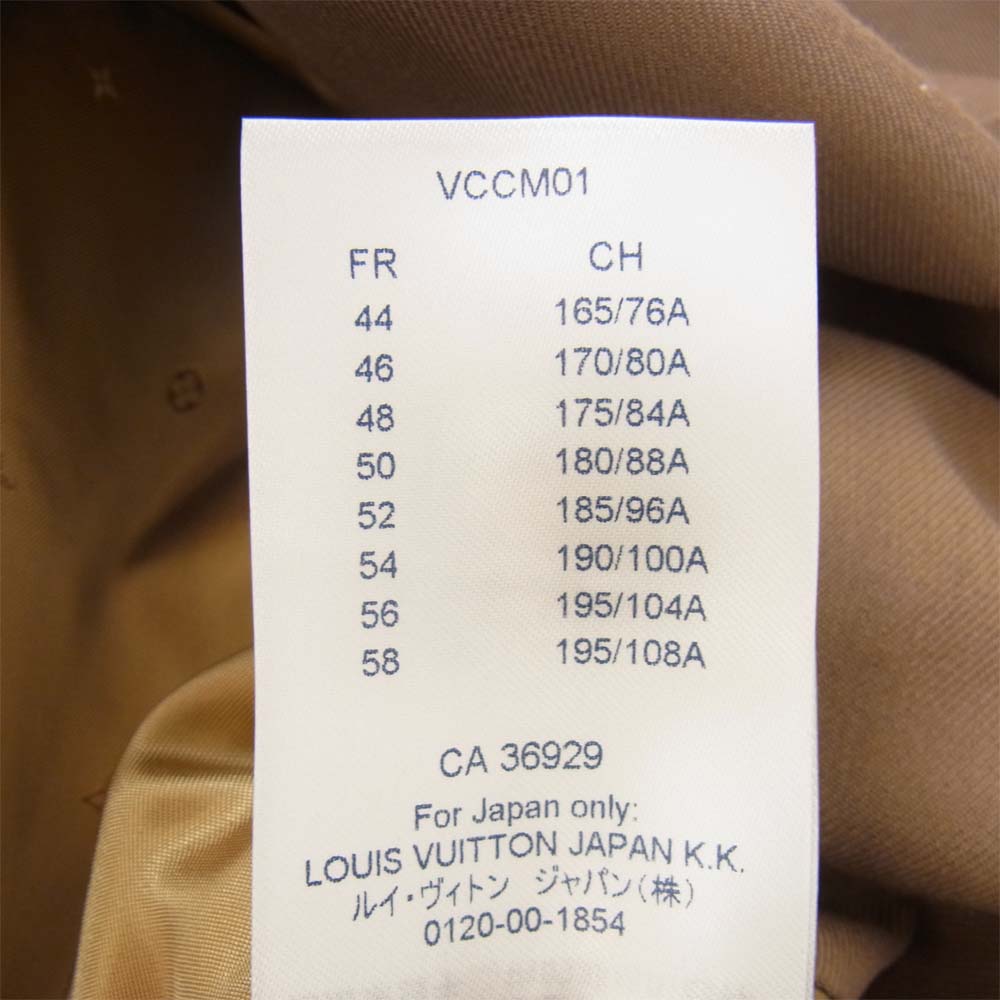 VCCM01
FR CH
44 165/76A
46 170/80A
48 175/84A
50 180/88A
52 185/96A
54 190/100A
56 195/104A
58 195/108A
CA 36929
For Japan only:
LOUIS VUITTON JAPAN K.K.
ルイ・ヴィトン ジャパン(株)
0120-00-1854